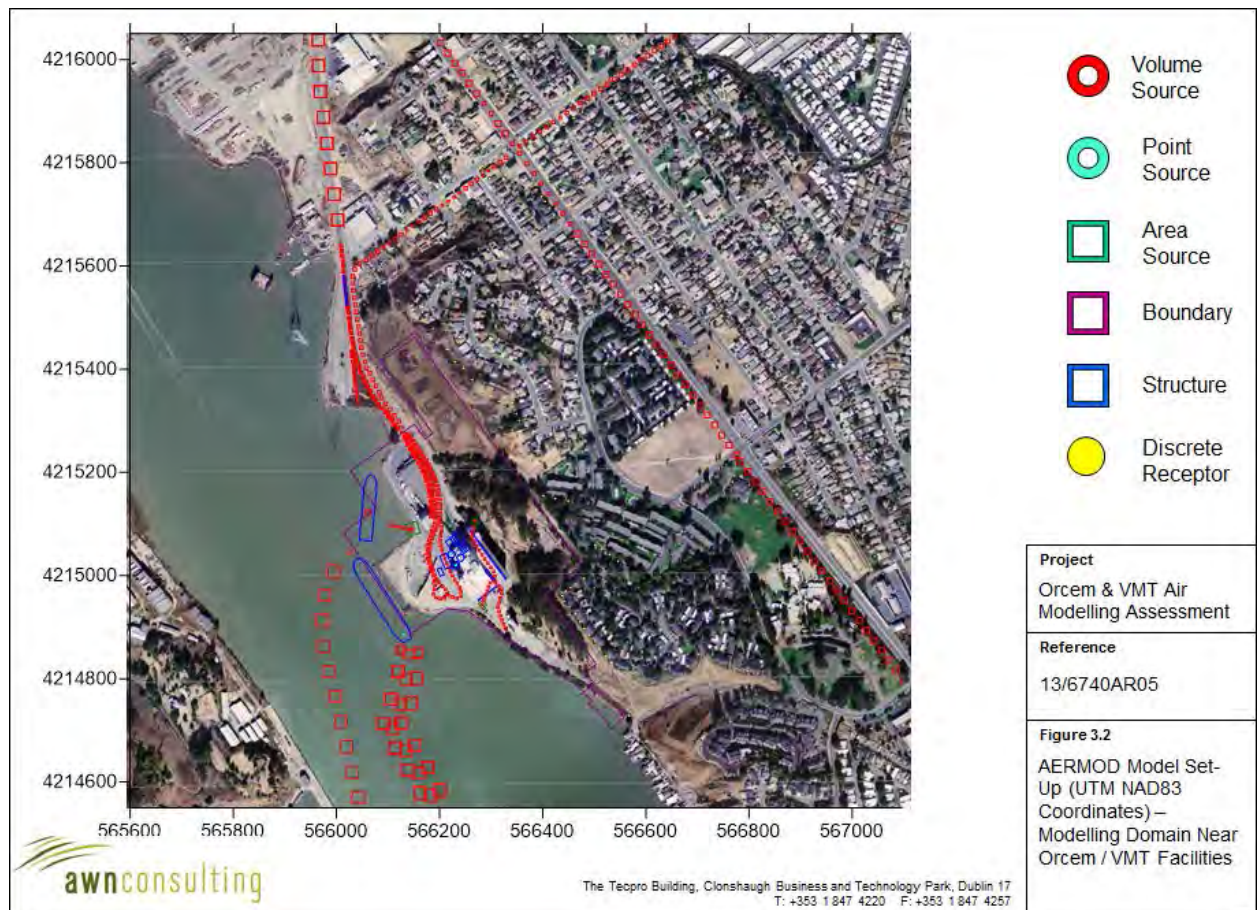 4216000
4215800
4215600
4215400
4215200
4215000
4214800
4214600
565600 565800 566000 566200 566400 566600 566800 567000
Volume
Source
Point
Source
Area
Source
Boundary
Structure
Discrete
Receptor
Project
Orcem & VMT Air
Modelling Assessment
Reference
13/6740AR05
Figure 3.2
AERMOD Model Set-
Up (UTM NAD83
Coordinates) –
Modelling Domain Near
Orcem / VMT Facilities
awnconsulting
The Tecpro Building, Clonshaugh Business and Technology Park, Dublin 17
T: +353 1 847 4220 F: +353 1 847 4257